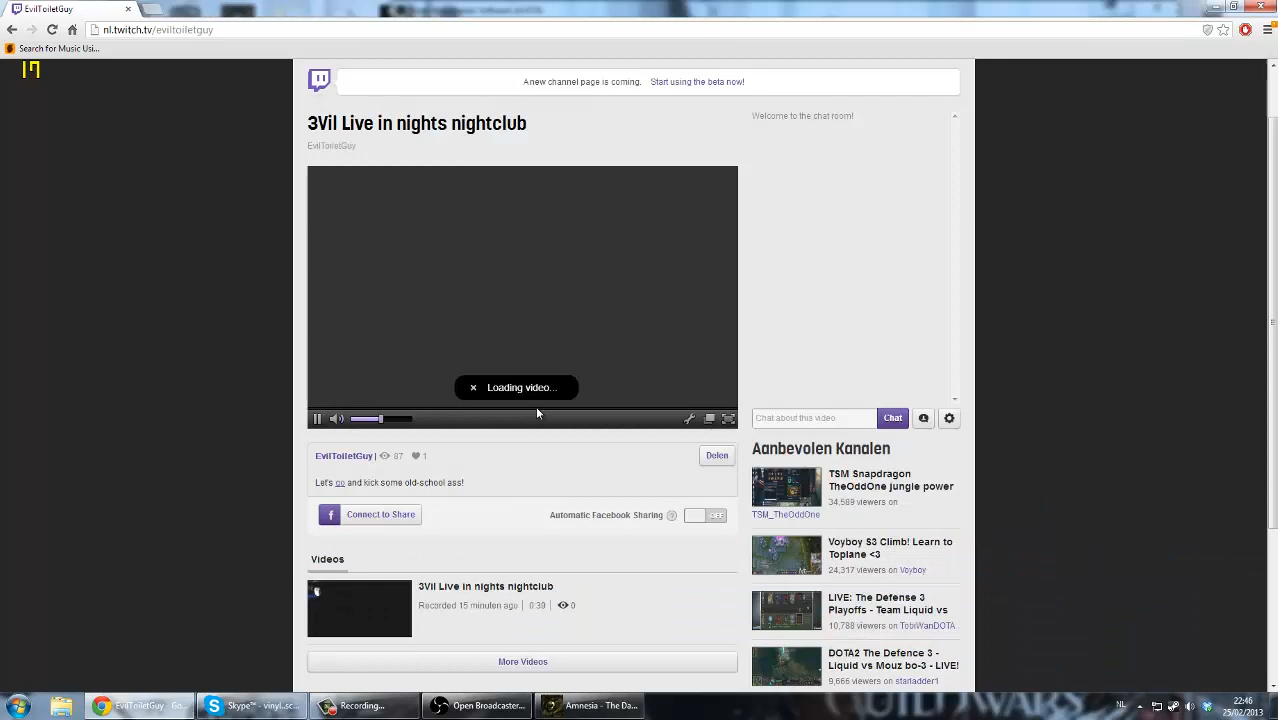 EvilToiletGuy
nl.twitch.tv/eviltoiletguy
Search for Music Usi...
17
A new channel page is coming. Start using the beta now!
3Vil Live in nights nightclub
EvilToiletGuy
Welcome to the chat room!
Loading video...
Chat about this video
Chat
EvilToiletGuy | 87 1
Delen
Let's go and kick some old-school ass!
f Connect to Share
Automatic Facebook Sharing ? OFF
Videos
3Vil Live in nights nightclub
Recorded 15 minuten ago | 0:39 | 0
More Videos
Aanbevolen Kanalen
TSM Snapdragon
TheOddOne jungle power
34,589 viewers on
TSM_TheOddOne
Voyboy S3 Climb! Learn to
Toplane <3
24,317 viewers on Voyboy
LIVE: The Defense 3
Playoffs - Team Liquid vs
10,788 viewers on TobiWanDOTA
DOTA2 The Defence 3 -
Liquid vs Mouz bo-3 - LIVE!
9,666 viewers on starladder1
EvilToiletGuy - Go...
Skype™ - vinyl.sc...
Recording...
Open Broadcaster...
Amnesia - The Da...
NL
22:46
25/02/2013